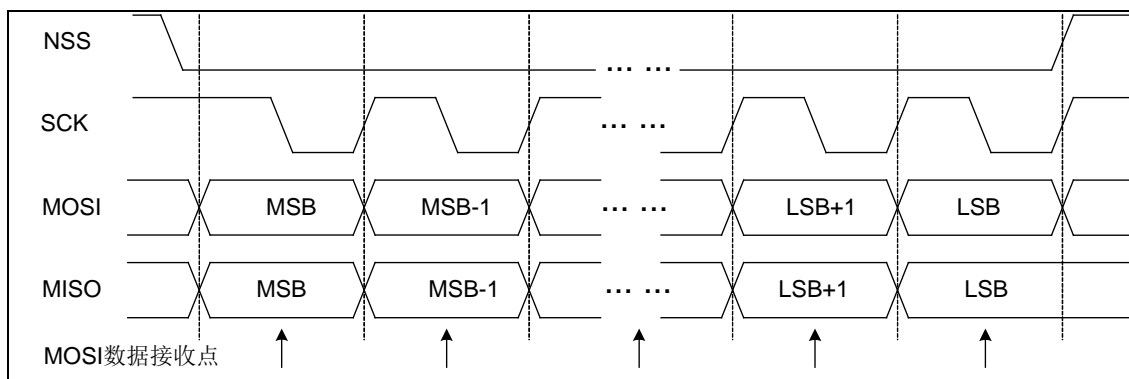 NSS
... ...
SCK
... ...
MOSI
MSB
MSB-1
... ...
LSB+1
LSB
MISO
MSB
MSB-1
... ...
LSB+1
LSB
MOSI数据接收点